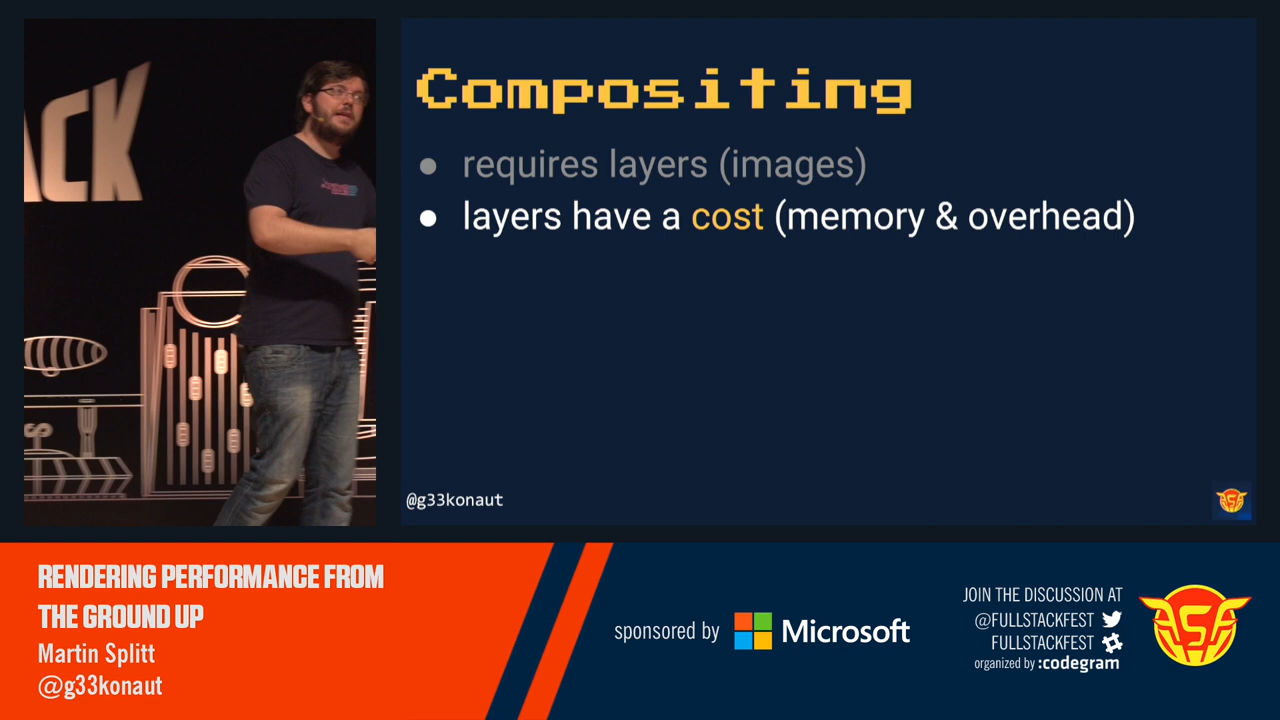 ACK
Compositing
● requires layers (images)
● layers have a cost (memory & overhead)
@g33konaut
RENDERING PERFORMANCE FROM
THE GROUND UP
Martin Splitt
@g33konaut
sponsored by Microsoft
JOIN THE DISCUSSION AT
@FULLSTACKFEST
FULLSTACKFEST
organized by :codegram